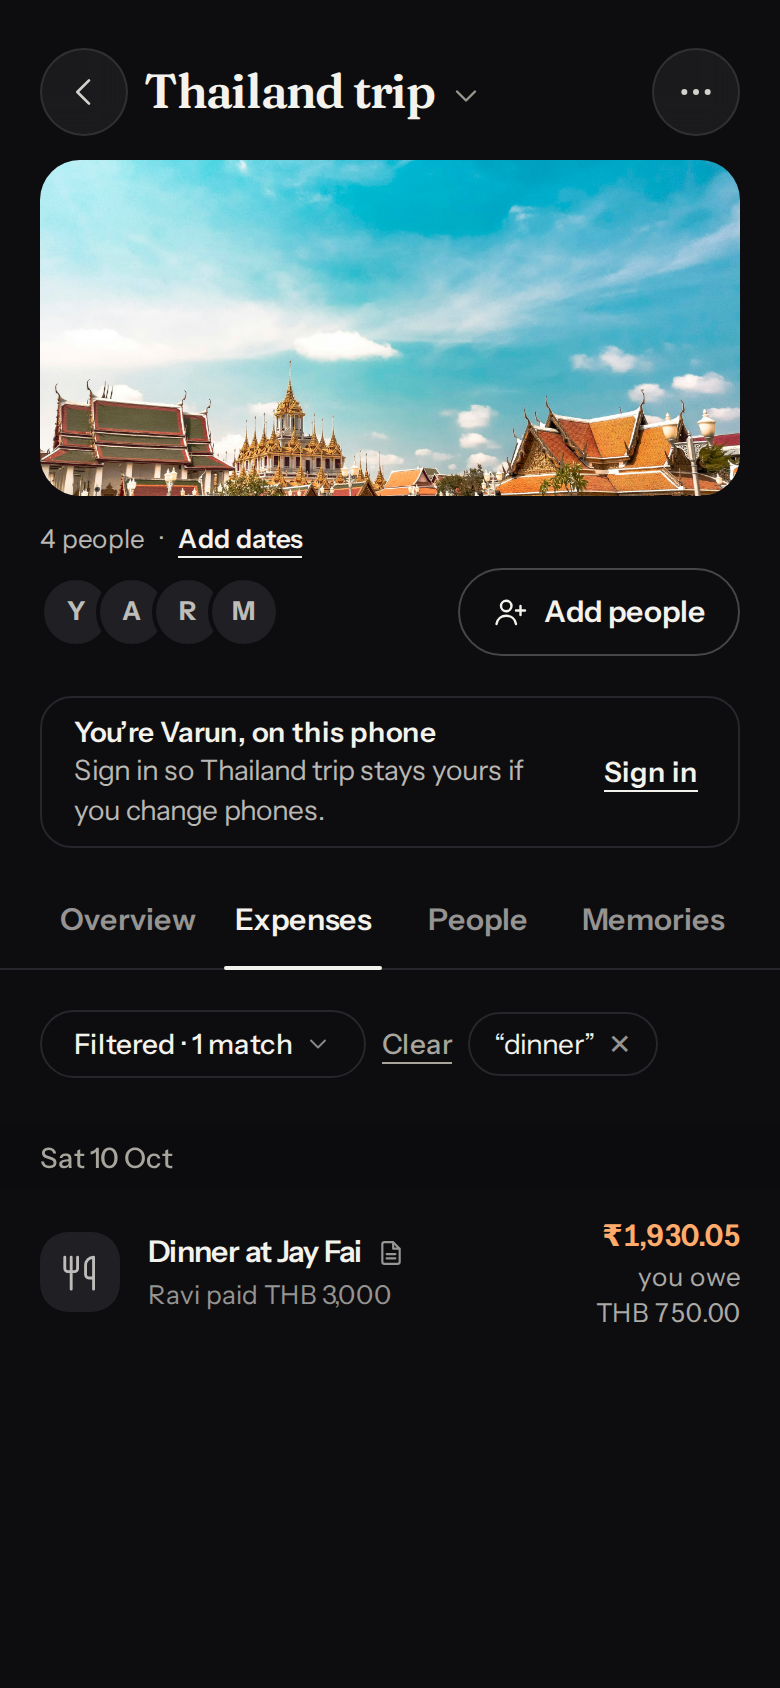 Thailand trip
4 people · Add dates
Y A R M
Add people
You’re Varun, on this phone
Sign in so Thailand trip stays yours if
you change phones.
Sign in
Overview Expenses People Memories
Filtered · 1 match
Clear
“dinner”
Sat 10 Oct
Dinner at Jay Fai
Ravi paid THB 3,000
₹1,930.05
you owe
THB 750.00